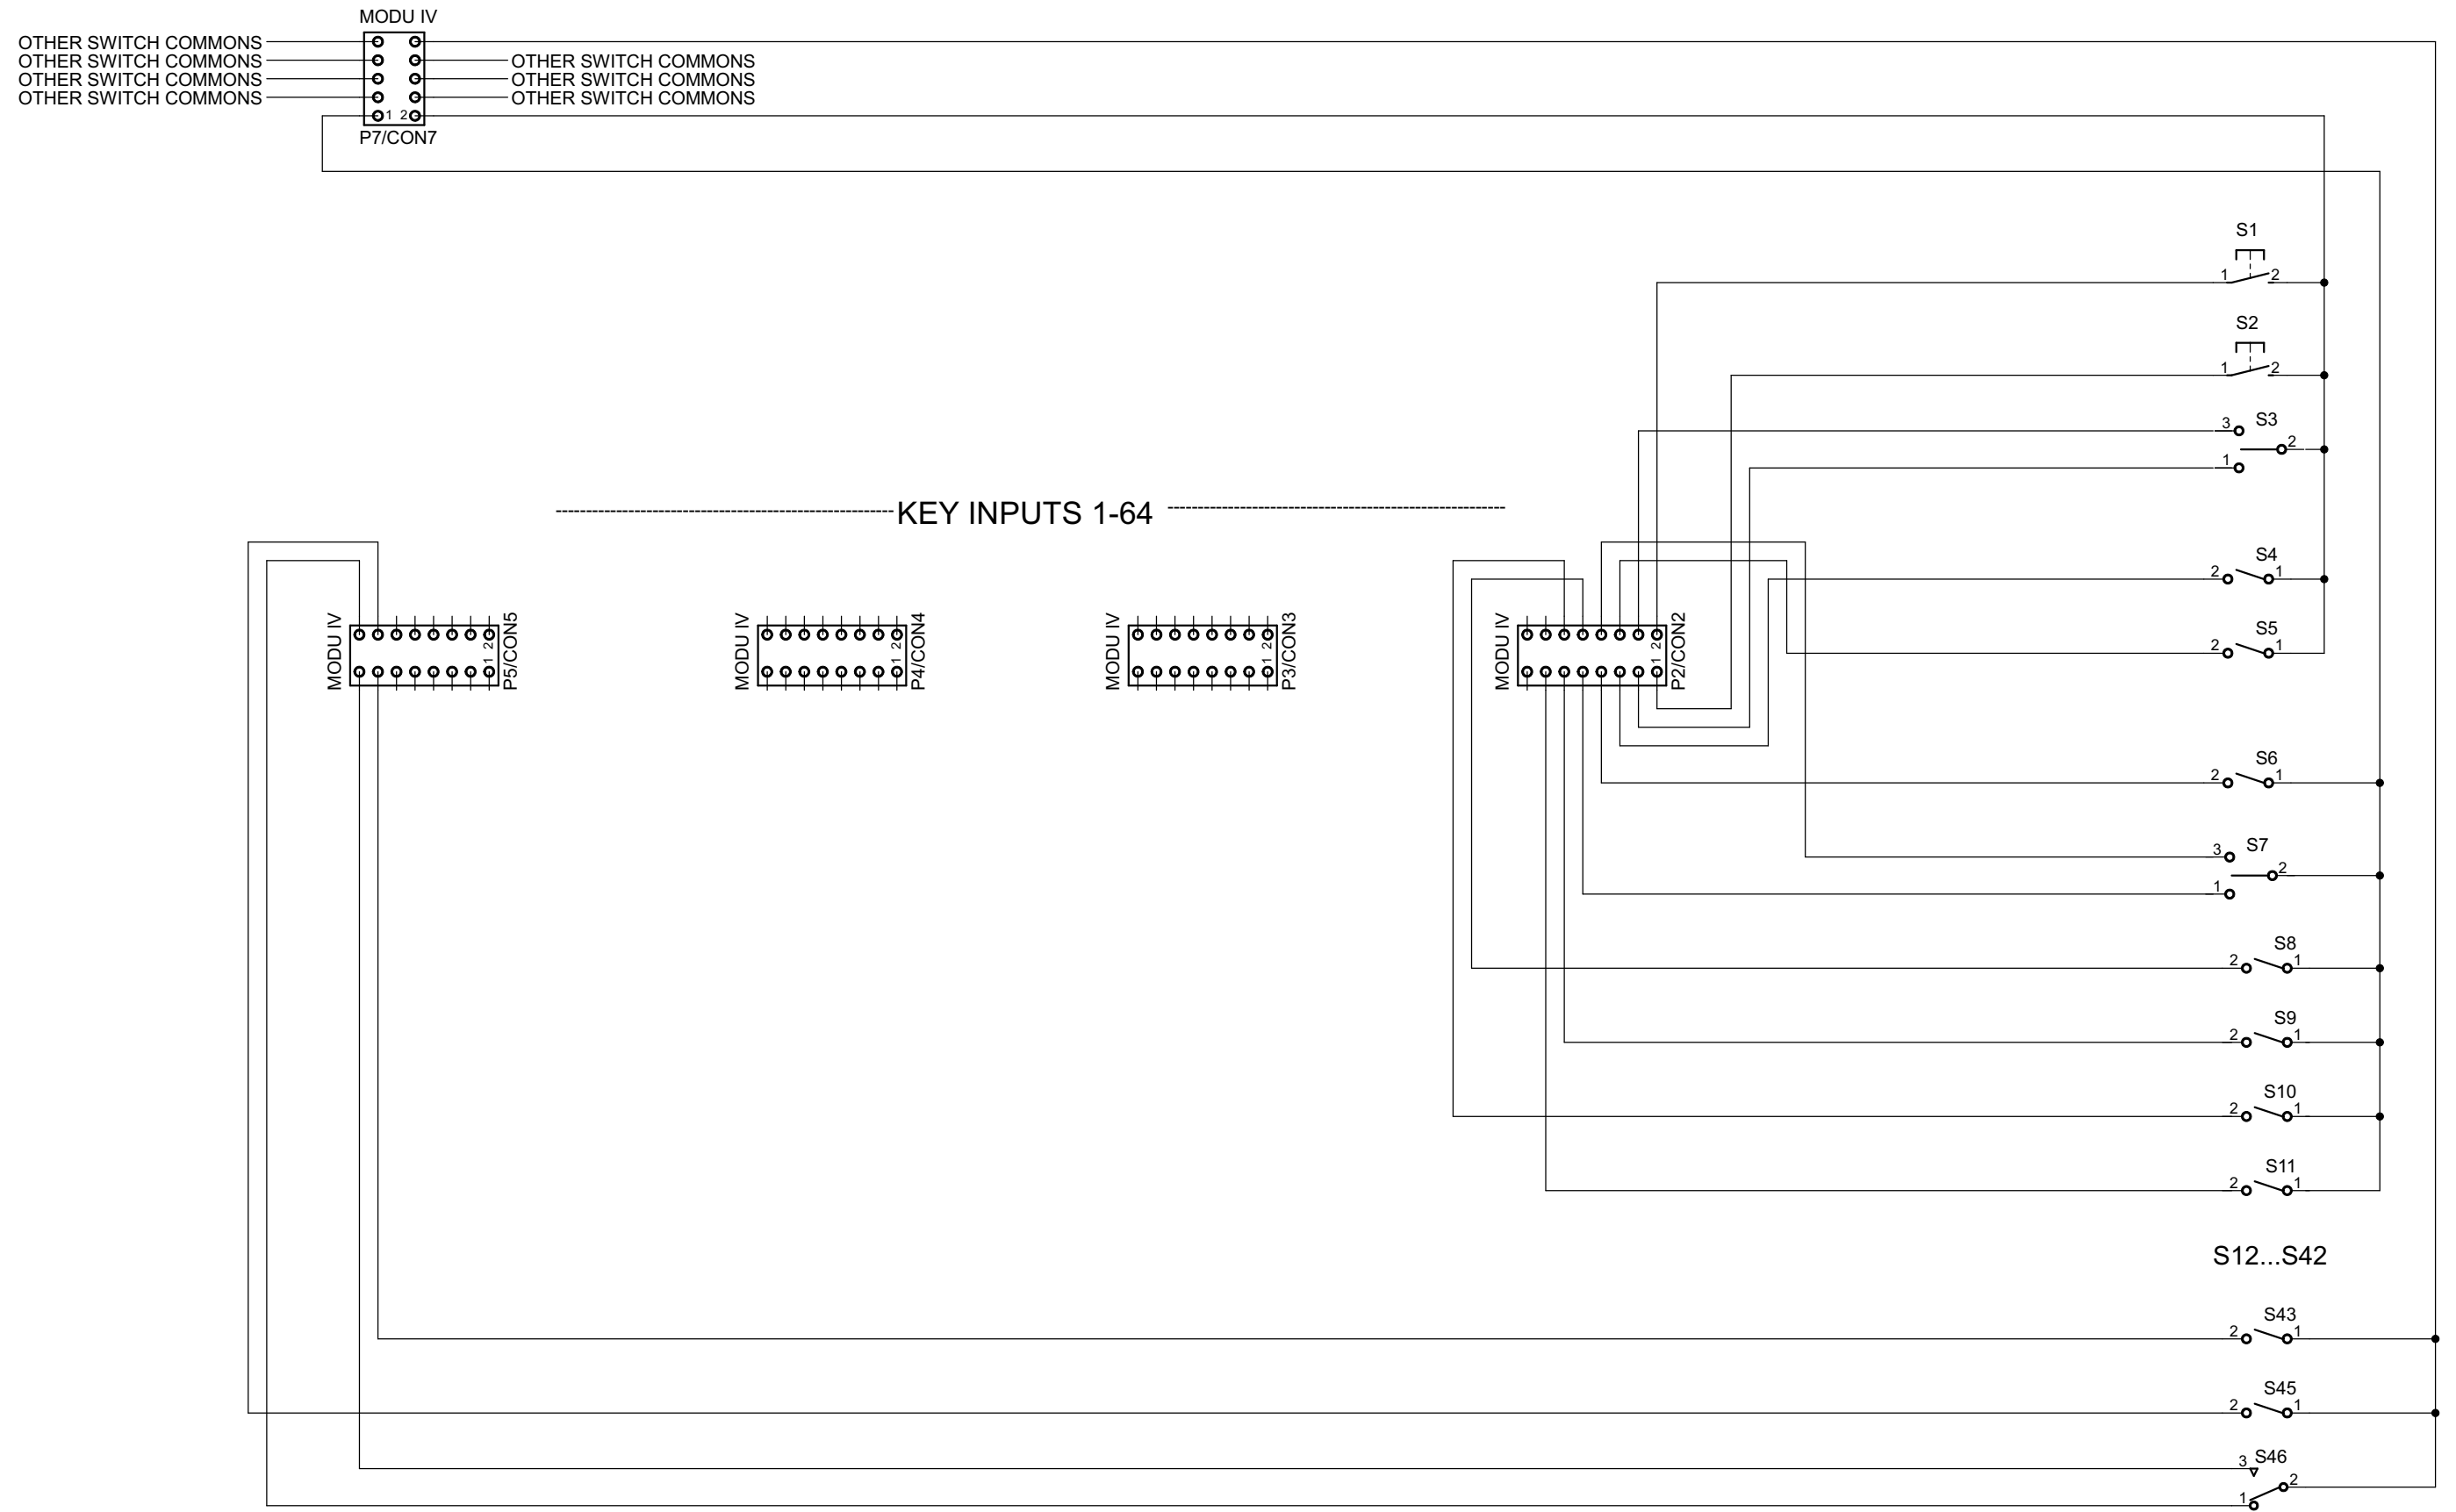 MODU IV
OTHER SWITCH COMMONS
OTHER SWITCH COMMONS
OTHER SWITCH COMMONS
OTHER SWITCH COMMONS
OTHER SWITCH COMMONS
OTHER SWITCH COMMONS
OTHER SWITCH COMMONS
1 2
P7/CON7
S1
1 2
S2
1 2
3 S3
2
1
KEY INPUTS 1-64
S4
2 1
S5
2 1
MODU IV
1 2
P5/CON5
MODU IV
1 2
P4/CON4
MODU IV
1 2
P3/CON3
MODU IV
1 2
P2/CON2
S6
2 1
3 S7
2
1
S8
2 1
S9
2 1
S10
2 1
S11
2 1
S12...S42
S43
2 1
S45
2 1
3 S46
2
1